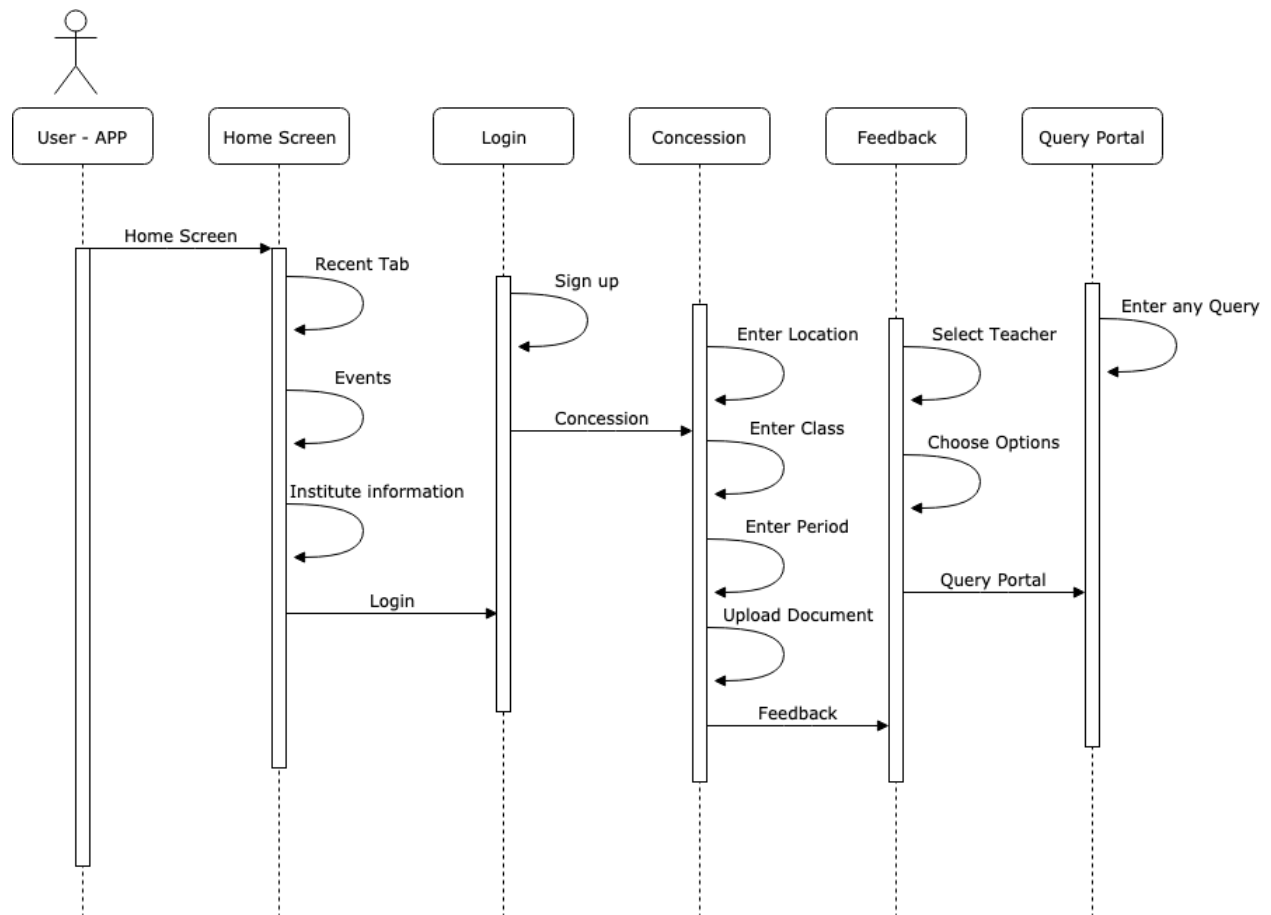 User - APP
Home Screen
Login
Concession
Feedback
Query Portal
Home Screen
Recent Tab
Sign up
Enter any Query
Enter Location
Select Teacher
Events
Concession
Enter Class
Choose Options
Institute information
Enter Period
Query Portal
Login
Upload Document
Feedback